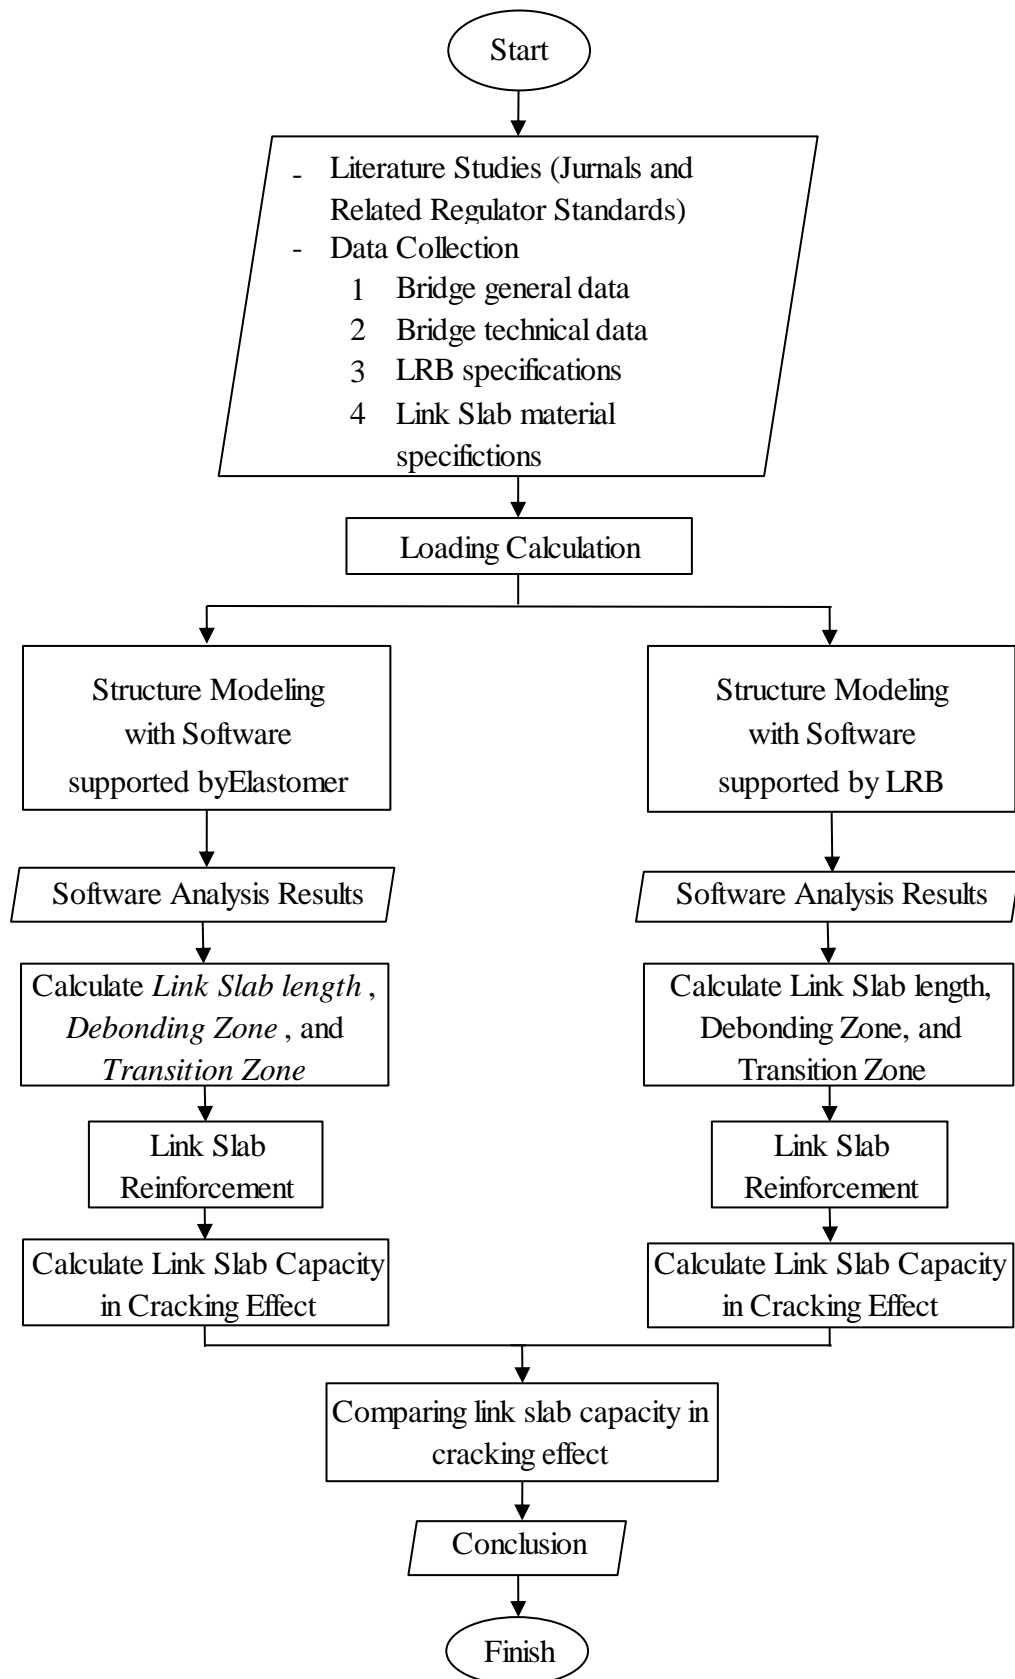 Start
- Literature Studies (Jurnals and
Related Regulator Standards)
- Data Collection
1 Bridge general data
2 Bridge technical data
3 LRB specifications
4 Link Slab material
specifictions
Loading Calculation
Structure Modeling
with Software
supported byElastomer
Software Analysis Results
Calculate Link Slab length ,
Debonding Zone , and
Transition Zone
Link Slab
Reinforcement
Calculate Link Slab Capacity
in Cracking Effect
Structure Modeling
with Software
supported by LRB
Software Analysis Results
Calculate Link Slab length,
Debonding Zone, and
Transition Zone
Link Slab
Reinforcement
Calculate Link Slab Capacity
in Cracking Effect
Comparing link slab capacity in
cracking effect
Conclusion
Finish